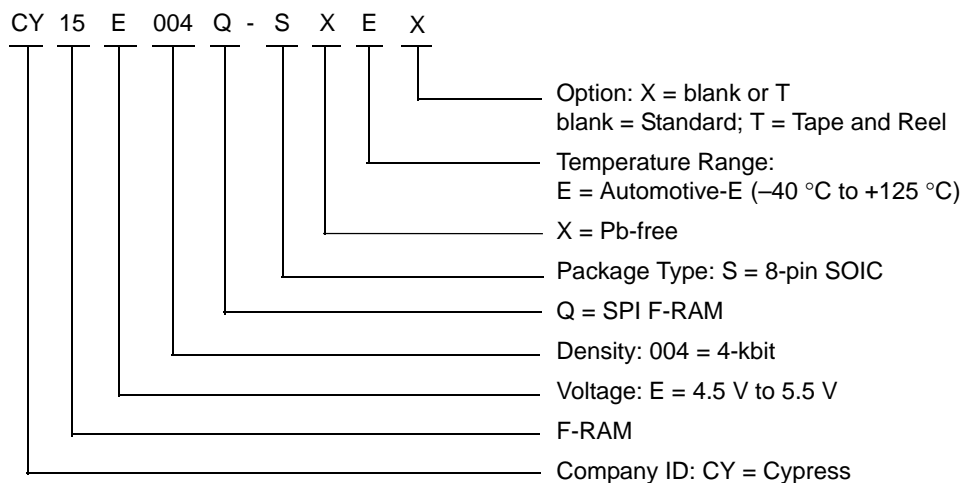 CY 15 E 004 Q - S X E X
Option: X = blank or T
blank = Standard; T = Tape and Reel
Temperature Range:
E = Automotive-E (–40 °C to +125 °C)
X = Pb-free
Package Type: S = 8-pin SOIC
Q = SPI F-RAM
Density: 004 = 4-kbit
Voltage: E = 4.5 V to 5.5 V
F-RAM
Company ID: CY = Cypress